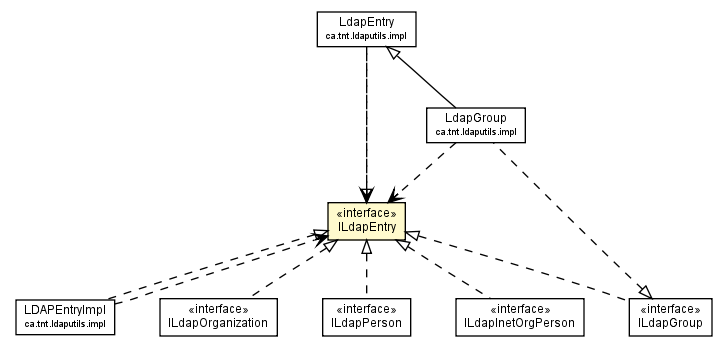 LdapEntry
ca.tnt.ldaputils.impl
LdapGroup
ca.tnt.ldaputils.impl
«interface»
ILdapEntry
LDAPEntryImpl
ca.tnt.ldaputils.impl
«interface»
ILdapOrganization
«interface»
ILdapPerson
«interface»
ILdapInetOrgPerson
«interface»
ILdapGroup